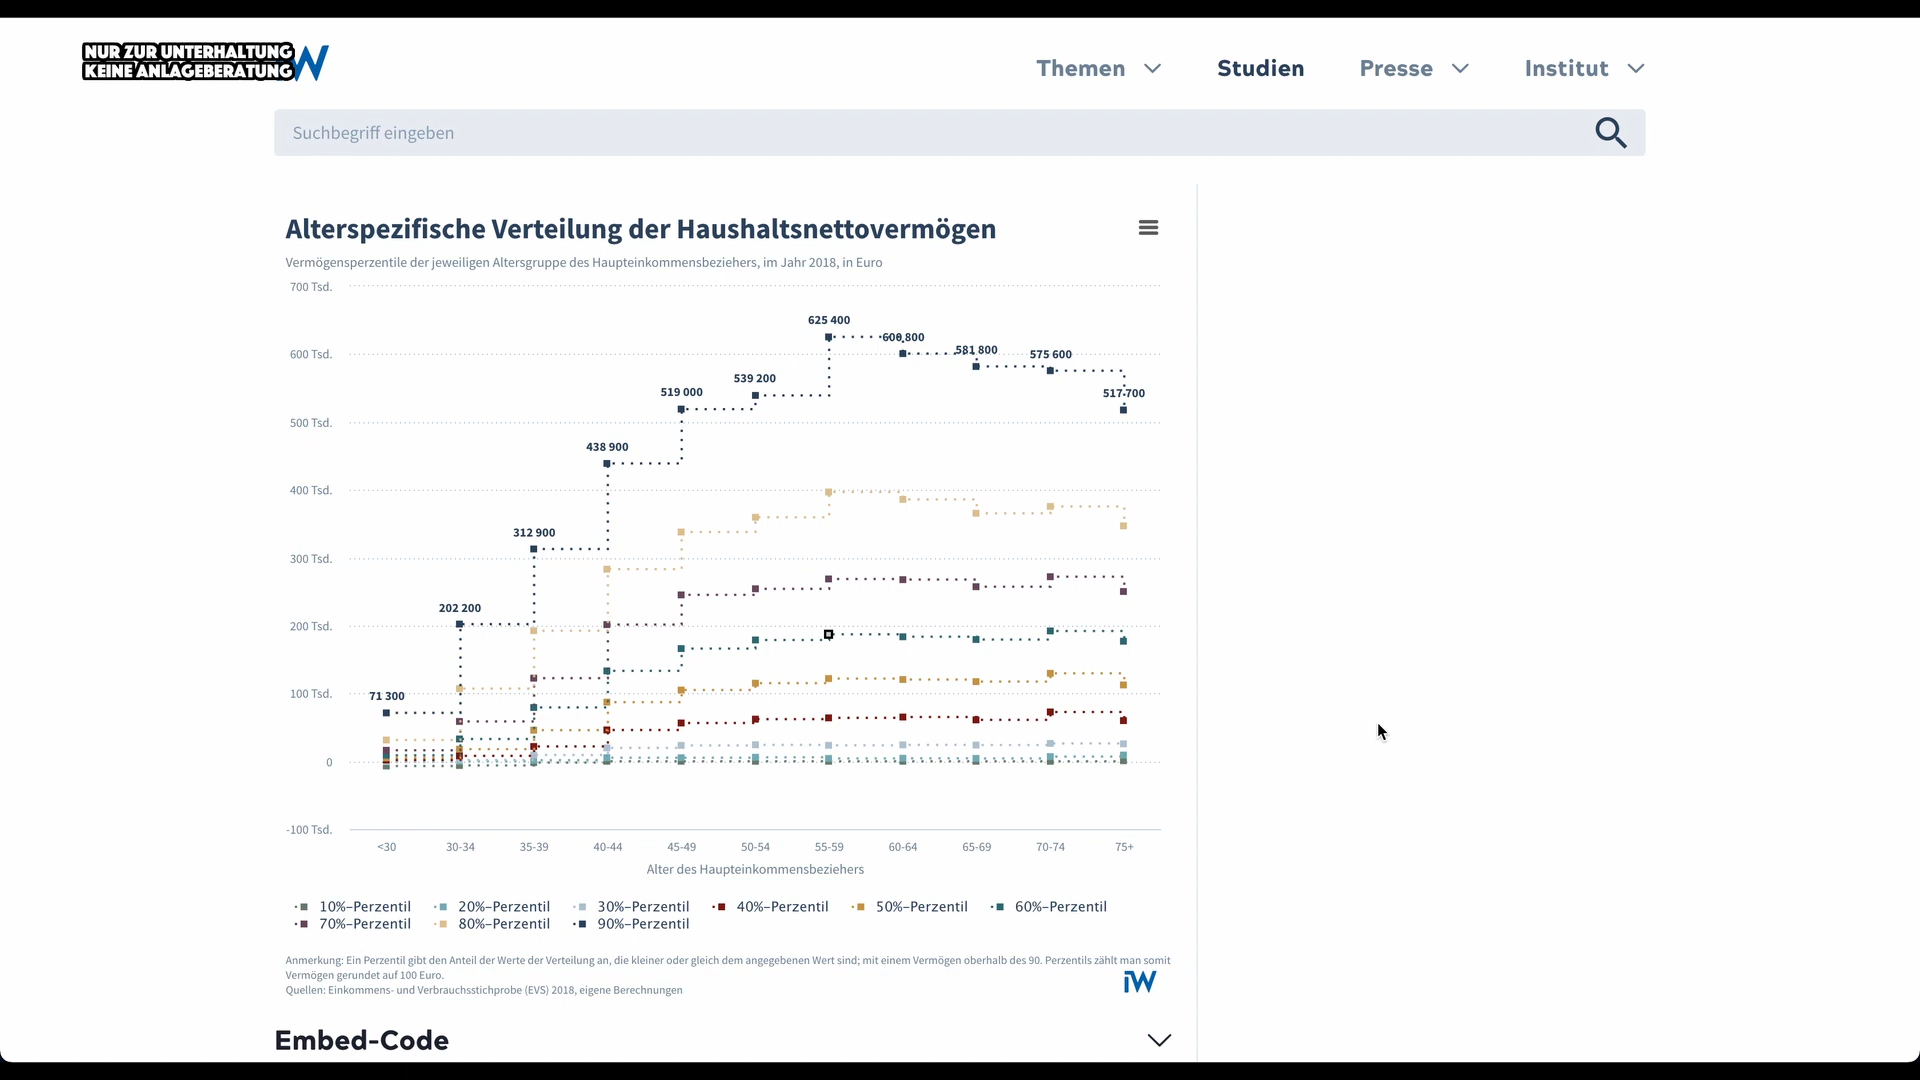 NUR ZUR UNTERHALTUNG
KEINE ANLAGEBERATUNG
W
Themen
Studien
Presse
Institut
Suchbegriff eingeben
Alterspezifische Verteilung der Haushaltsnettovermögen
Vermögensperzentile der jeweiligen Altersgruppe des Haupteinkommensbeziehers, im Jahr 2018, in Euro
700 Tsd.
600 Tsd.
500 Tsd.
400 Tsd.
300 Tsd.
200 Tsd.
100 Tsd.
0
-100 Tsd.
71 300
202 200
312 900
438 900
519 000
539 200
625 400
600 800
581 800
575 600
517 700
<30 30-34 35-39 40-44 45-49 50-54 55-59 60-64 65-69 70-74 75+
Alter des Haupteinkommensbeziehers
10%-Perzentil 20%-Perzentil 30%-Perzentil 40%-Perzentil 50%-Perzentil 60%-Perzentil
70%-Perzentil 80%-Perzentil 90%-Perzentil
Anmerkung: Ein Perzentil gibt den Anteil der Werte der Verteilung an, die kleiner oder gleich dem angegebenen Wert sind; mit einem Vermögen oberhalb des 90. Perzentils zählt man somit
Vermögen gerundet auf 100 Euro.
Quellen: Einkommens- und Verbrauchsstichprobe (EVS) 2018, eigene Berechnungen
iW
Embed-Code